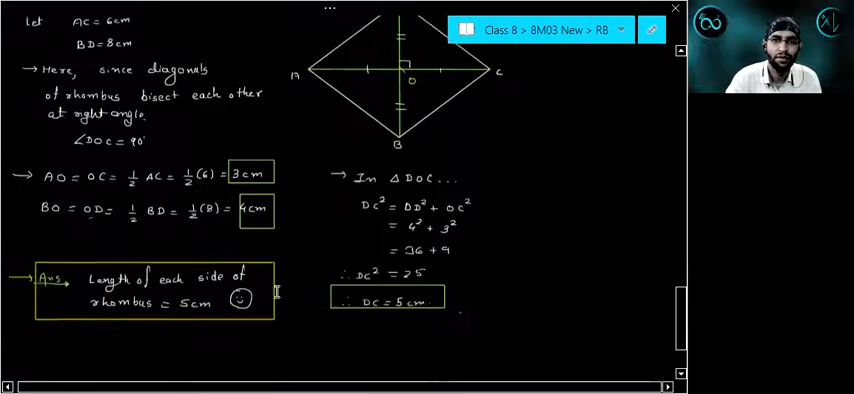 Let AC = 6cm
BD = 8cm
→ Here, since diagonals
of rhombus bisect each other
at right angle.
∠DOC = 90°
→ AO = OC = 1/2 AC = 1/2 (6) = 3cm
BO = OD = 1/2 BD = 1/2 (8) = 4cm
→ Ans Length of each side of
rhombus = 5cm
Class 8 > 8M03 New > RB
A
C
O
B
→ In △DOC...
DC² = OD² + OC²
= 4² + 3²
= 36 + 9
∴ DC² = 25
∴ DC = 5cm.